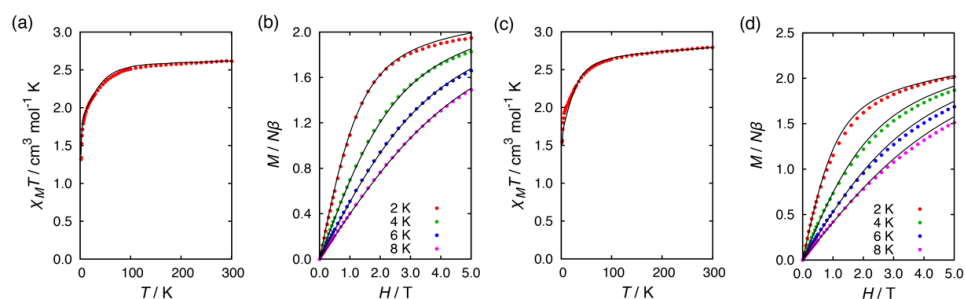 (a)
3.0
2.5
2.0
1.5
1.0
0.5
0.0
χMT / cm3 mol−1 K
0 100 200 300
T / K
(b)
2.0
1.6
1.2
0.8
0.4
0.0
M / Nβ
2 K
4 K
6 K
8 K
0.0 1.0 2.0 3.0 4.0 5.0
H / T
(c)
3.0
2.5
2.0
1.5
1.0
0.5
0.0
χMT / cm3 mol−1 K
0 100 200 300
T / K
(d)
2.5
2.0
1.5
1.0
0.5
0.0
M / Nβ
2 K
4 K
6 K
8 K
0.0 1.0 2.0 3.0 4.0 5.0
H / T